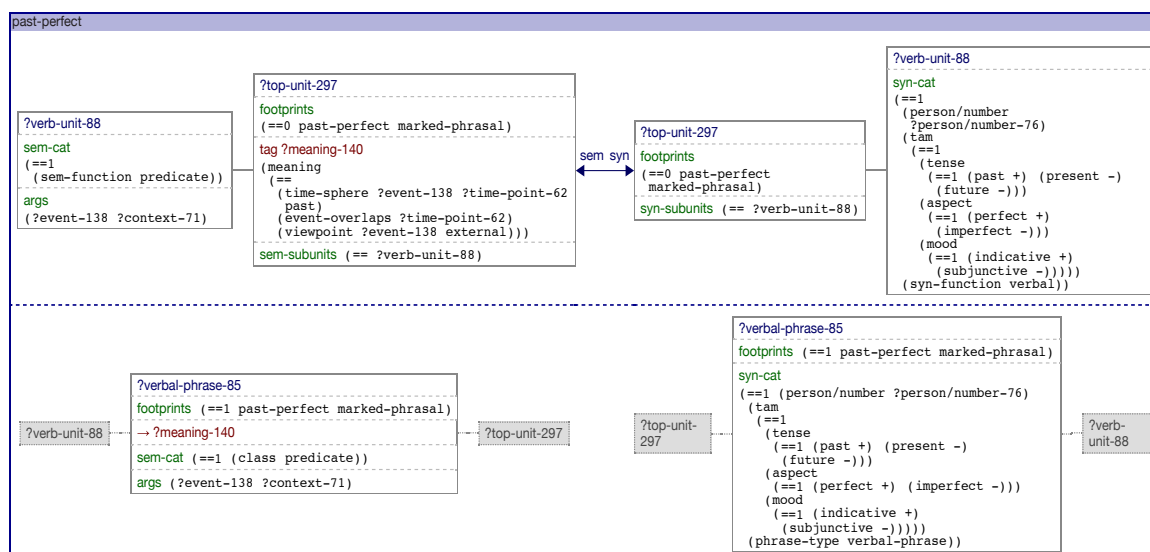 past-perfect
?verb-unit-88
sem-cat
(==1
(sem-function predicate))
args
(?event-138 ?context-71)
?top-unit-297
footprints
(==0 past-perfect marked-phrasal)
tag ?meaning-140
(meaning
(==
(time-sphere ?event-138 ?time-point-62
past)
(event-overlaps ?time-point-62)
(viewpoint ?event-138 external)))
sem-subunits (== ?verb-unit-88)
sem syn
?top-unit-297
footprints
(==0 past-perfect
marked-phrasal)
syn-subunits (== ?verb-unit-88)
?verb-unit-88
syn-cat
(==1
(person/number
?person/number-76)
(tam
(==1
(tense
(==1 (past +) (present -)
(future -)))
(aspect
(==1 (perfect +)
(imperfect -)))
(mood
(==1 (indicative +)
(subjunctive -)))))
(syn-function verbal))
?verb-unit-88
?verbal-phrase-85
footprints (==1 past-perfect marked-phrasal)
→ ?meaning-140
sem-cat (==1 (class predicate))
args (?event-138 ?context-71)
?top-unit-297
?top-unit-
297
?verbal-phrase-85
footprints (==1 past-perfect marked-phrasal)
syn-cat
(==1 (person/number ?person/number-76)
(tam
(==1
(tense
(==1 (past +) (present -)
(future -)))
(aspect
(==1 (perfect +) (imperfect -)))
(mood
(==1 (indicative +)
(subjunctive -)))))
(phrase-type verbal-phrase))
?verb-
unit-88